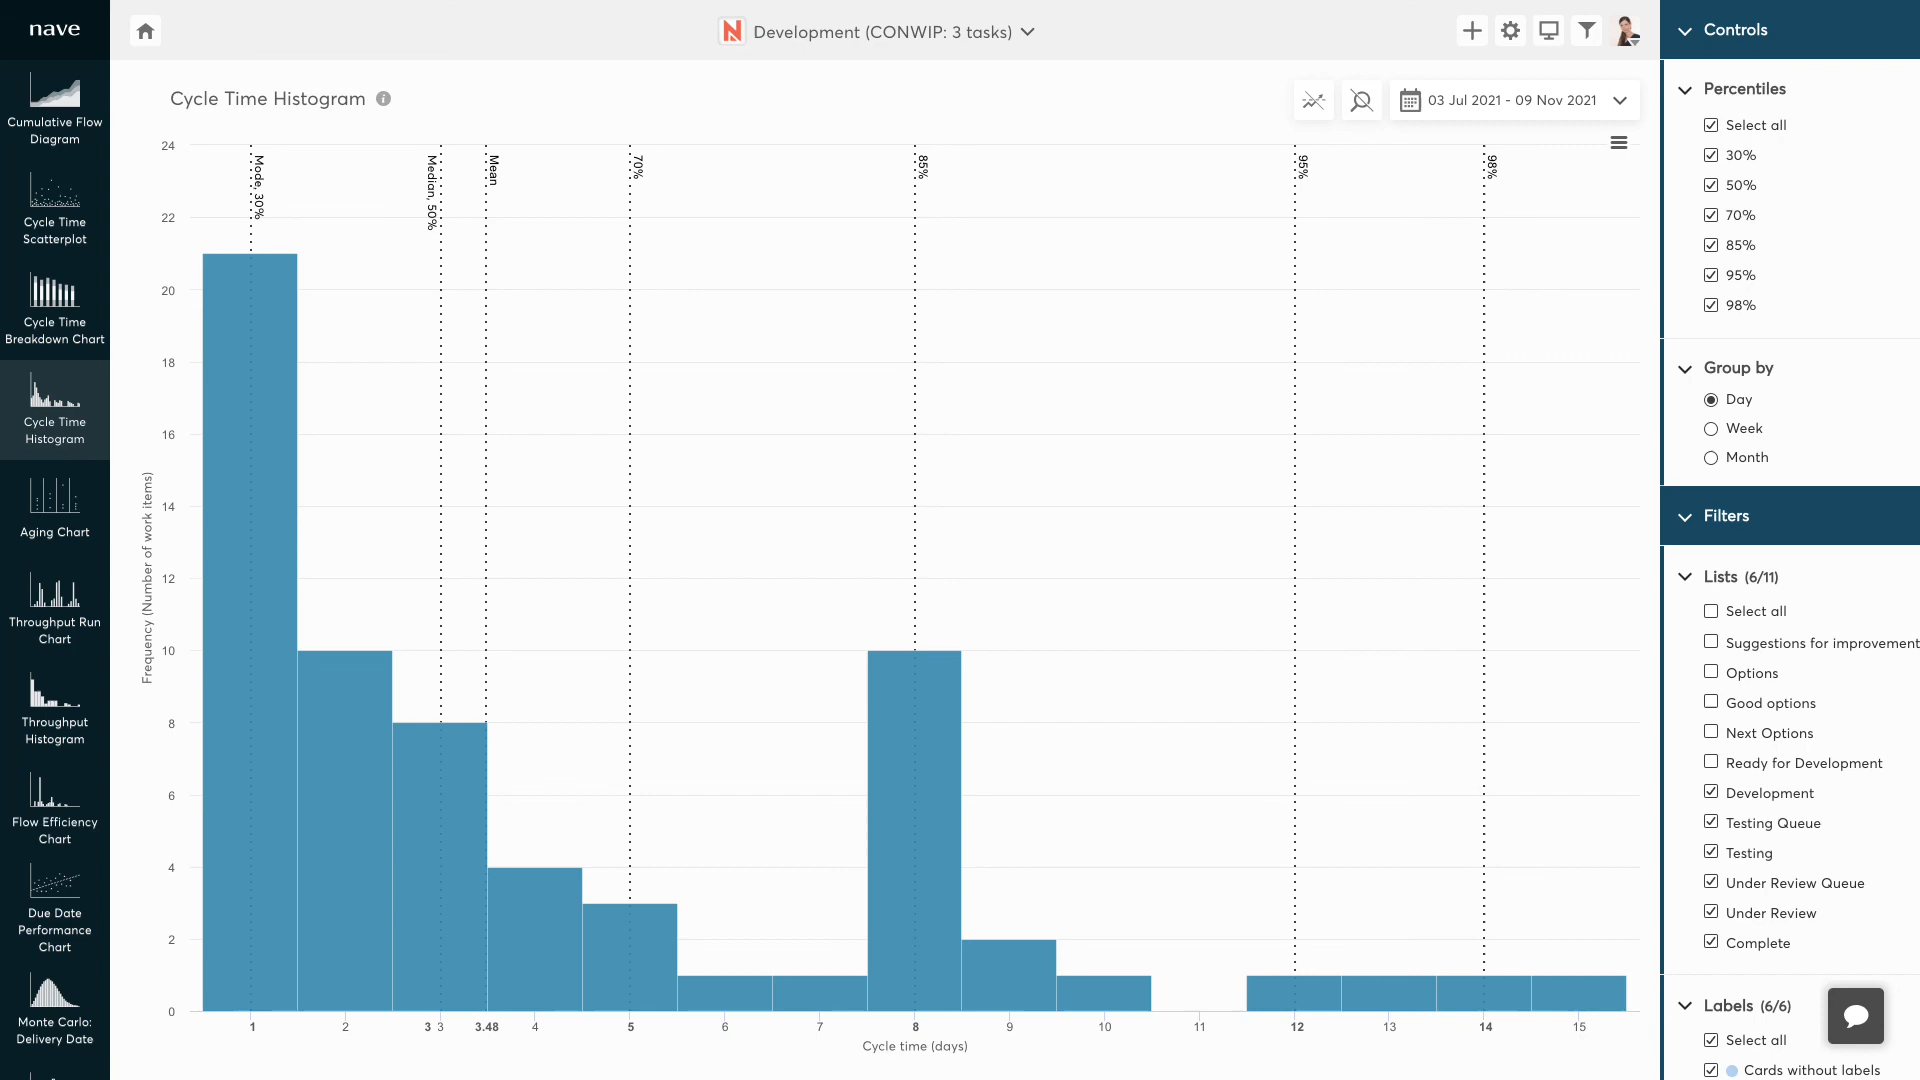 nave
Development (CONWIP: 3 tasks)
Controls
Cumulative Flow
Diagram
Cycle Time
Scatterplot
Cycle Time
Breakdown Chart
Cycle Time
Histogram
Aging Chart
Throughput Run
Chart
Throughput
Histogram
Flow Efficiency
Chart
Due Date
Performance
Chart
Monte Carlo:
Delivery Date
Cycle Time Histogram
03 Jul 2021 - 09 Nov 2021
Mode, 30%
Median, 50%
Mean
70%
85%
95%
98%
Frequency (Number of work items)
24
22
20
18
16
14
12
10
8
6
4
2
0
1 2 3 3 3.48 4 5 6 7 8 9 10 11 12 13 14 15
Cycle time (days)
Percentiles
Select all
30%
50%
70%
85%
95%
98%
Group by
Day
Week
Month
Filters
Lists (6/11)
Select all
Suggestions for improvement
Options
Good options
Next Options
Ready for Development
Development
Testing Queue
Testing
Under Review Queue
Under Review
Complete
Labels (6/6)
Select all
Cards without labels